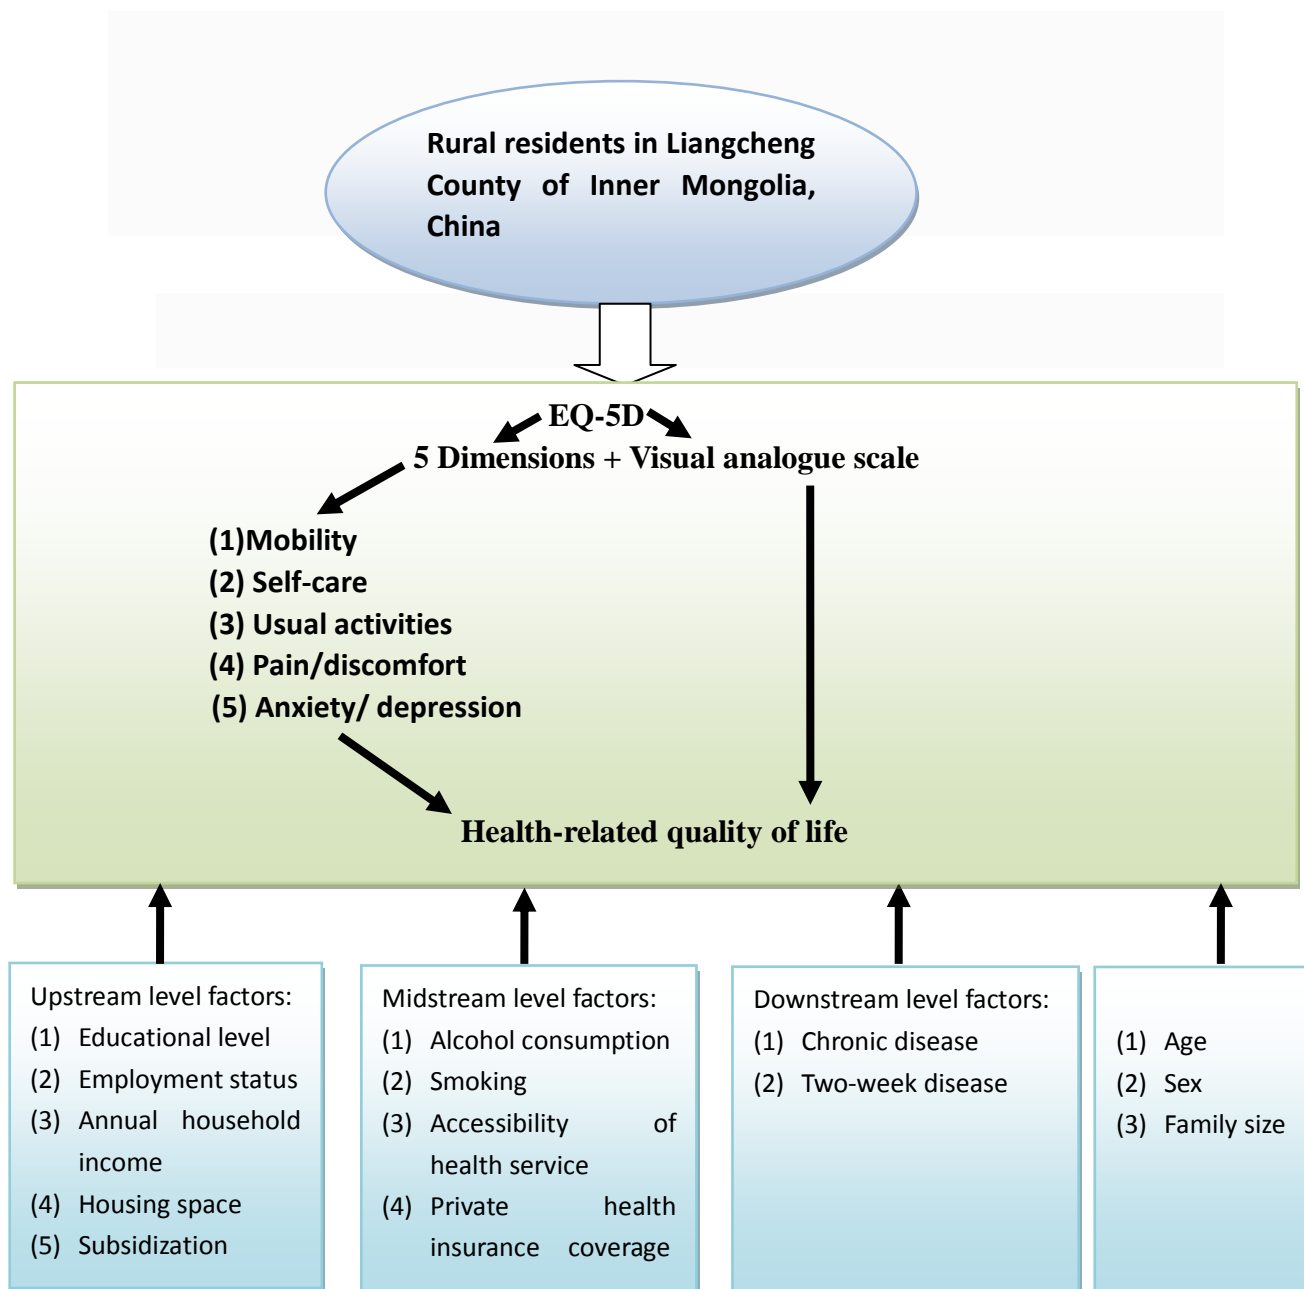 Rural residents in Liangcheng
County of Inner Mongolia,
China
EQ-5D
5 Dimensions + Visual analogue scale
(1)Mobility
(2) Self-care
(3) Usual activities
(4) Pain/discomfort
(5) Anxiety/ depression
Health-related quality of life
Upstream level factors:
(1) Educational level
(2) Employment status
(3) Annual household
income
(4) Housing space
(5) Subsidization
Midstream level factors:
(1) Alcohol consumption
(2) Smoking
(3) Accessibility of
health service
(4) Private health
insurance coverage
Downstream level factors:
(1) Chronic disease
(2) Two-week disease
(1) Age
(2) Sex
(3) Family size